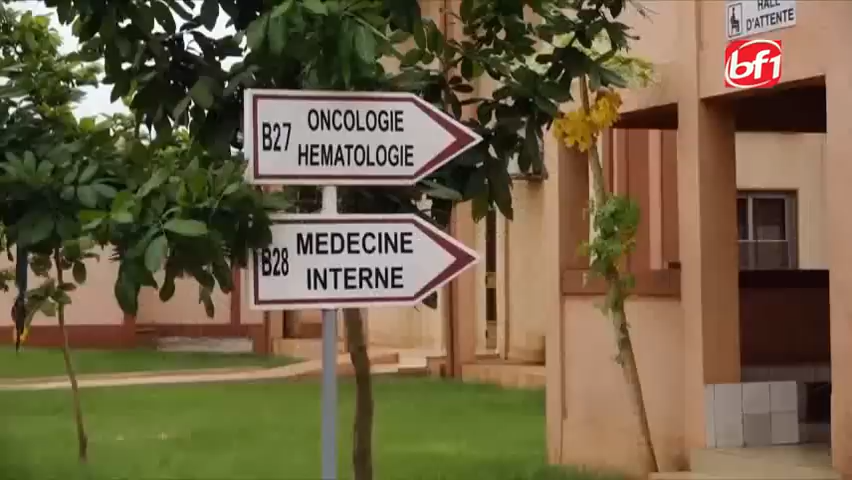 HALL
D'ATTENTE
bf1
B27 ONCOLOGIE
HEMATOLOGIE
B28 MEDECINE
INTERNE